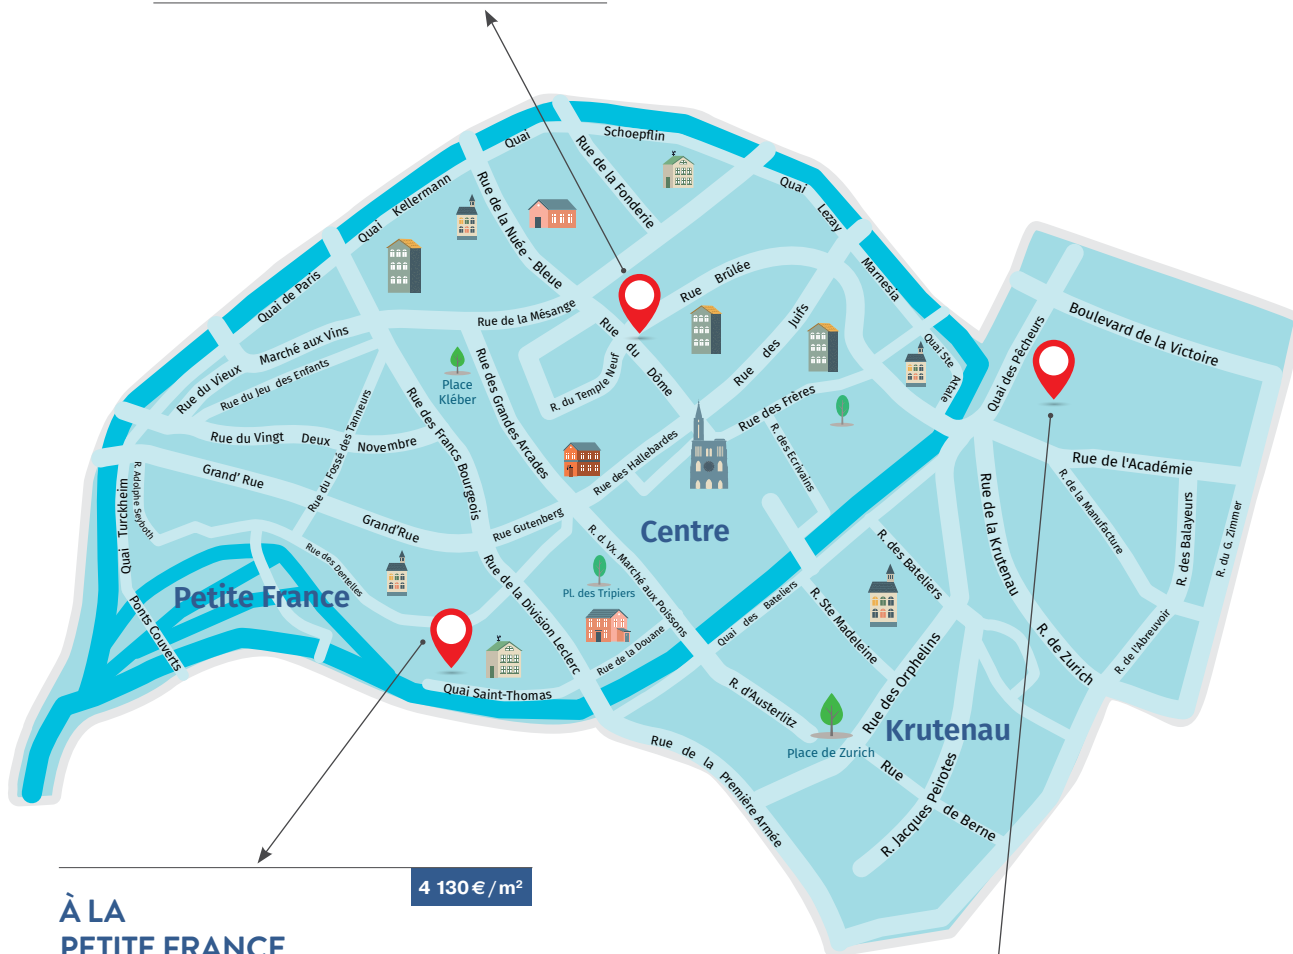 Quai
Schoepflin
Rue de la Fonderie
Quai
Kellermann
Rue de la Nuée - Bleue
Quai
Lezay
Marnesia
Quai de Paris
Rue Brûlée
Rue de la Mésange
Rue du Dôme
Rue des Juifs
Quai Ste Attale
Quai des Pêcheurs
Boulevard de la Victoire
Marché aux Vins
Rue du Vieux
Rue du Jeu des Enfants
Place
Kléber
Rue des Grandes Arcades
R. du Temple Neuf
Rue des Frères
R. des Ecrivains
Rue du Vingt Deux Novembre
Rue du Fossé des Tanneurs
Rue des Francs Bourgeois
Rue des Hallebardes
Rue de l'Académie
R. de la Manufacture
R. des Balayeurs
R. du G. Zimmer
Grand' Rue
Grand'Rue
R. Adolphe Seyboth
Quai Turckheim
Rue Gutenberg
Centre
R. d. Vx. Marché aux Poissons
Rue de la Krutenau
R. des Bateliers
Rue des Dentelles
Petite France
Pl. des Tripiers
Rue de la Division Leclerc
Quai des Bateliers
R. Ste Madeleine
Ponts Couverts
Rue de la Douane
R. de Zurich
R. de l'Abreuvoir
Quai Saint-Thomas
R. d'Austerlitz
Rue des Orphelins
Krutenau
Place de Zurich
Rue de la Première Armée
Rue de Berne
R. Jacques Peirotes
4 130 € / m²
À LA
PETITE FRANCE